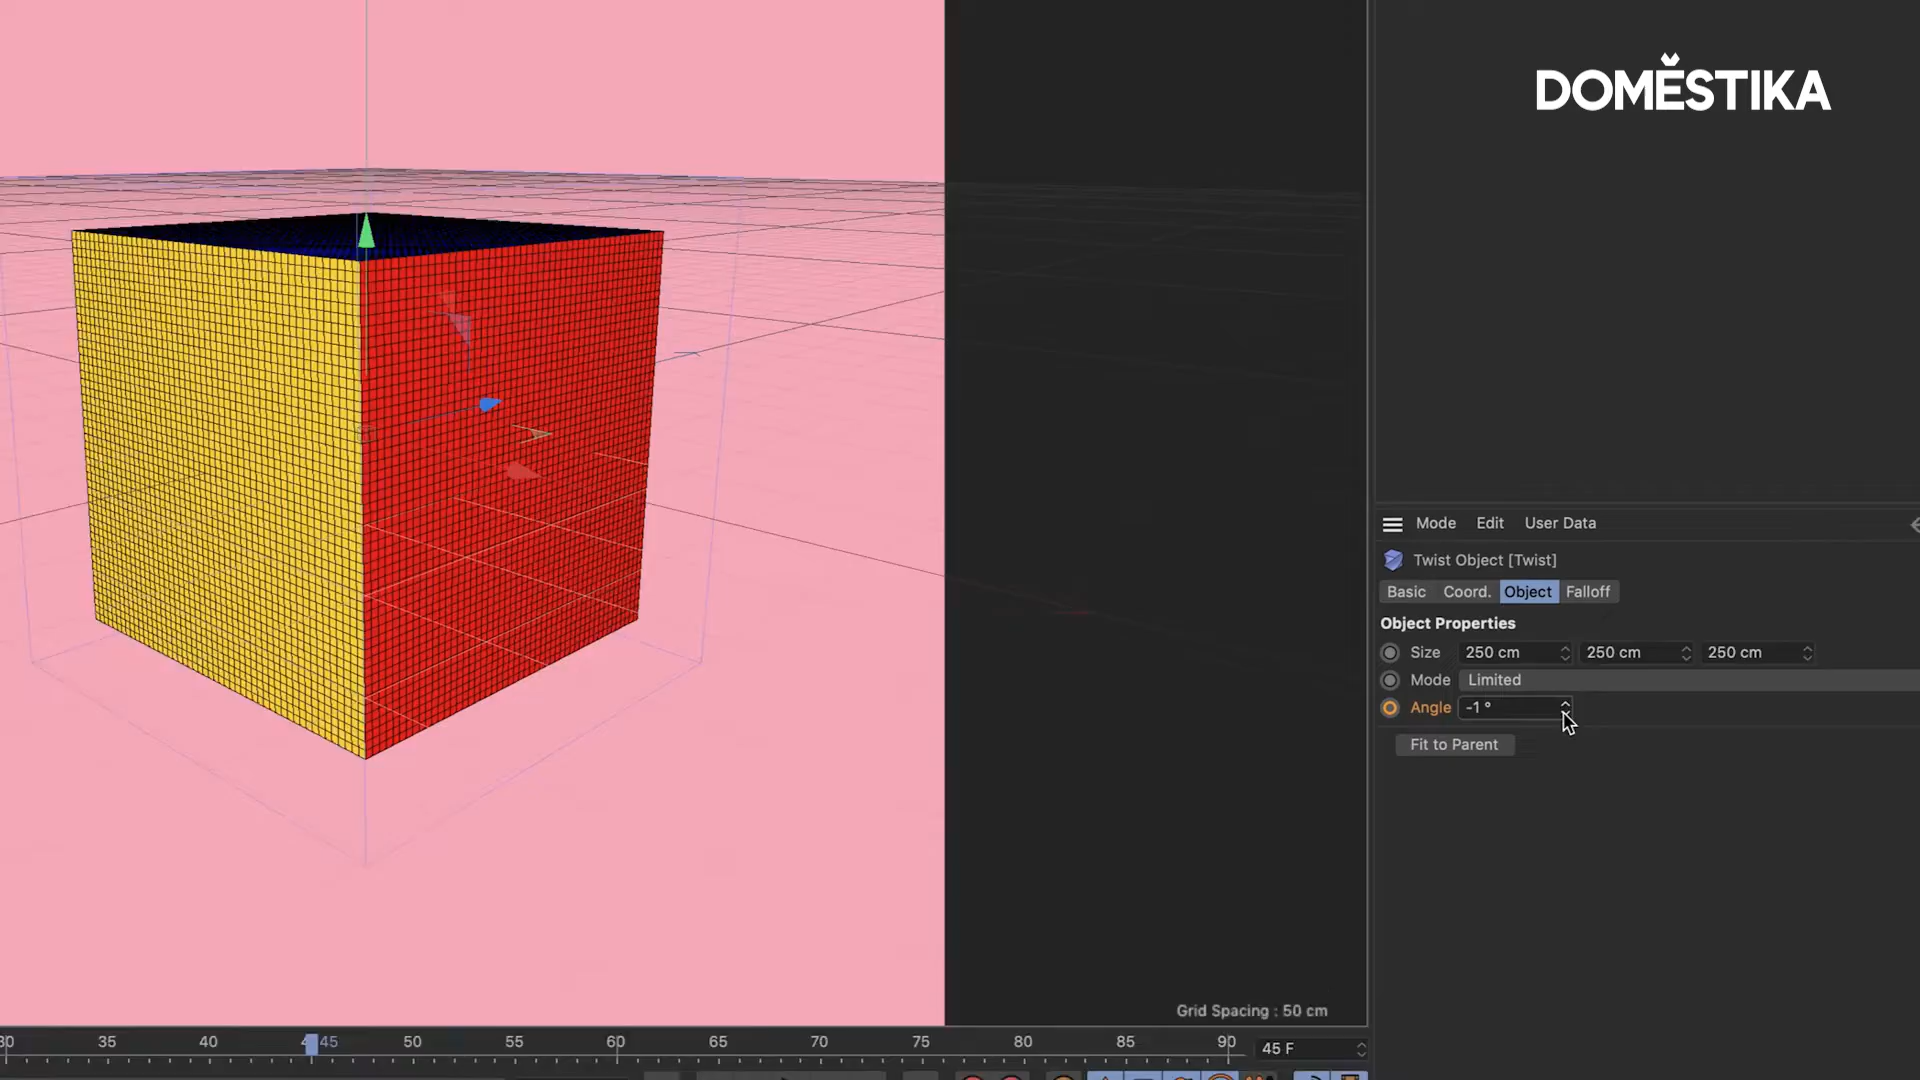 DOMESTIKA
Mode Edit User Data
Twist Object [Twist]
Basic Coord. Object Falloff
Object Properties
Size 250 cm 250 cm 250 cm
Mode Limited
Angle -1 °
Fit to Parent
Grid Spacing : 50 cm
35 40 45 50 55 60 65 70 75 80 85 90 45 F